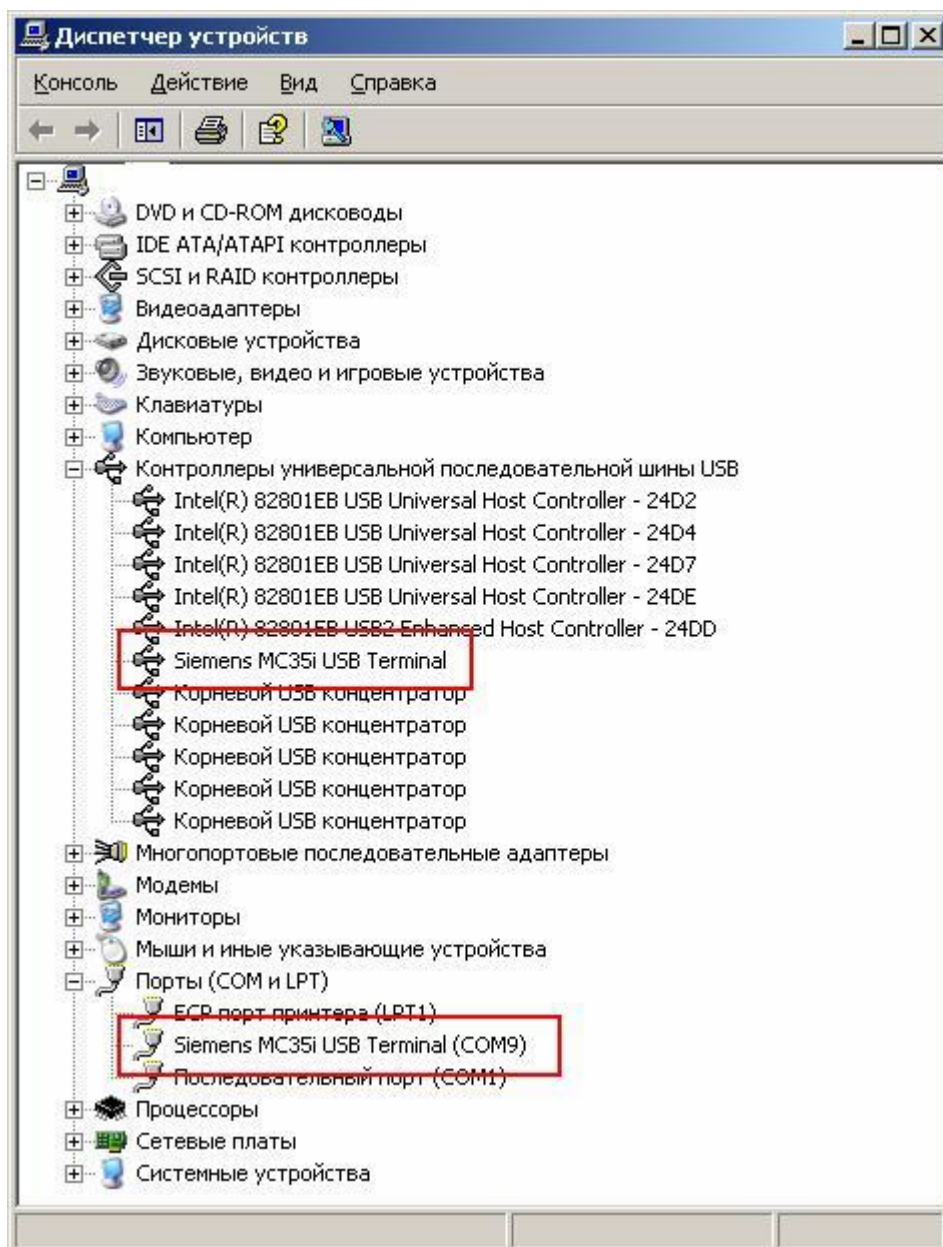 Диспетчер устройств
Консоль Действие Вид Справка
DVD и CD-ROM дисководы
IDE ATA/ATAPI контроллеры
SCSI и RAID контроллеры
Видеоадаптеры
Дисковые устройства
Звуковые, видео и игровые устройства
Клавиатуры
Компьютер
Контроллеры универсальной последовательной шины USB
Intel(R) 82801EB USB Universal Host Controller - 24D2
Intel(R) 82801EB USB Universal Host Controller - 24D4
Intel(R) 82801EB USB Universal Host Controller - 24D7
Intel(R) 82801EB USB Universal Host Controller - 24DE
Intel(R) 82801EB USB2 Enhanced Host Controller - 24DD
Siemens MC35i USB Terminal
Корневой USB концентратор
Корневой USB концентратор
Корневой USB концентратор
Корневой USB концентратор
Корневой USB концентратор
Многопортовые последовательные адаптеры
Модемы
Мониторы
Мыши и иные указывающие устройства
Порты (COM и LPT)
ECP порт принтера (LPT1)
Siemens MC35i USB Terminal (COM9)
Последовательный порт (COM1)
Процессоры
Сетевые платы
Системные устройства